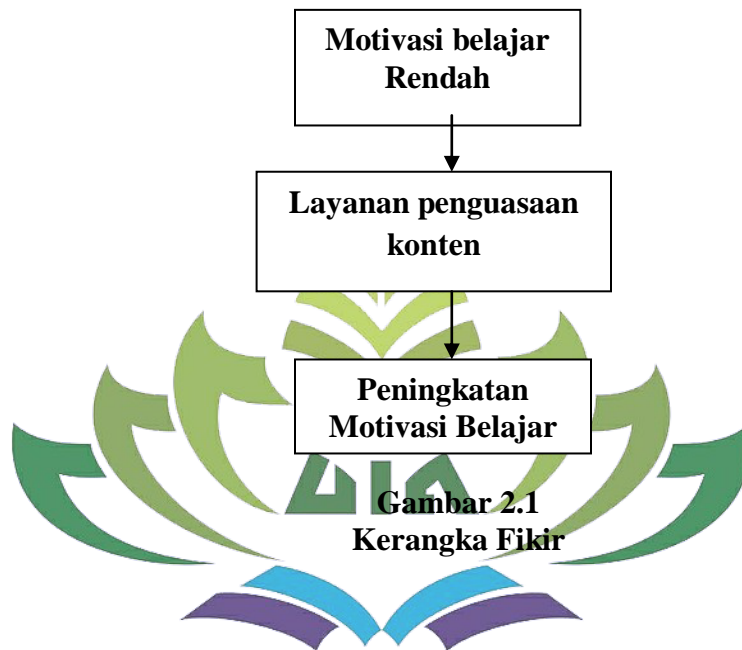 Motivasi belajar
Rendah
Layanan penguasaan
konten
Peningkatan
Motivasi Belajar
Gambar 2.1
Kerangka Fikir